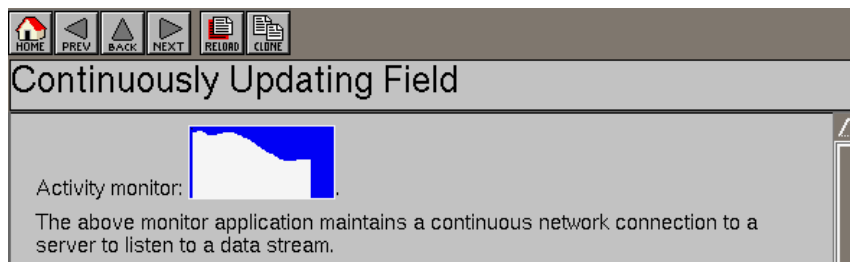 HOME PREV BACK NEXT RELOAD CLONE
Continuously Updating Field
Activity monitor: .
The above monitor application maintains a continuous network connection to a
server to listen to a data stream.